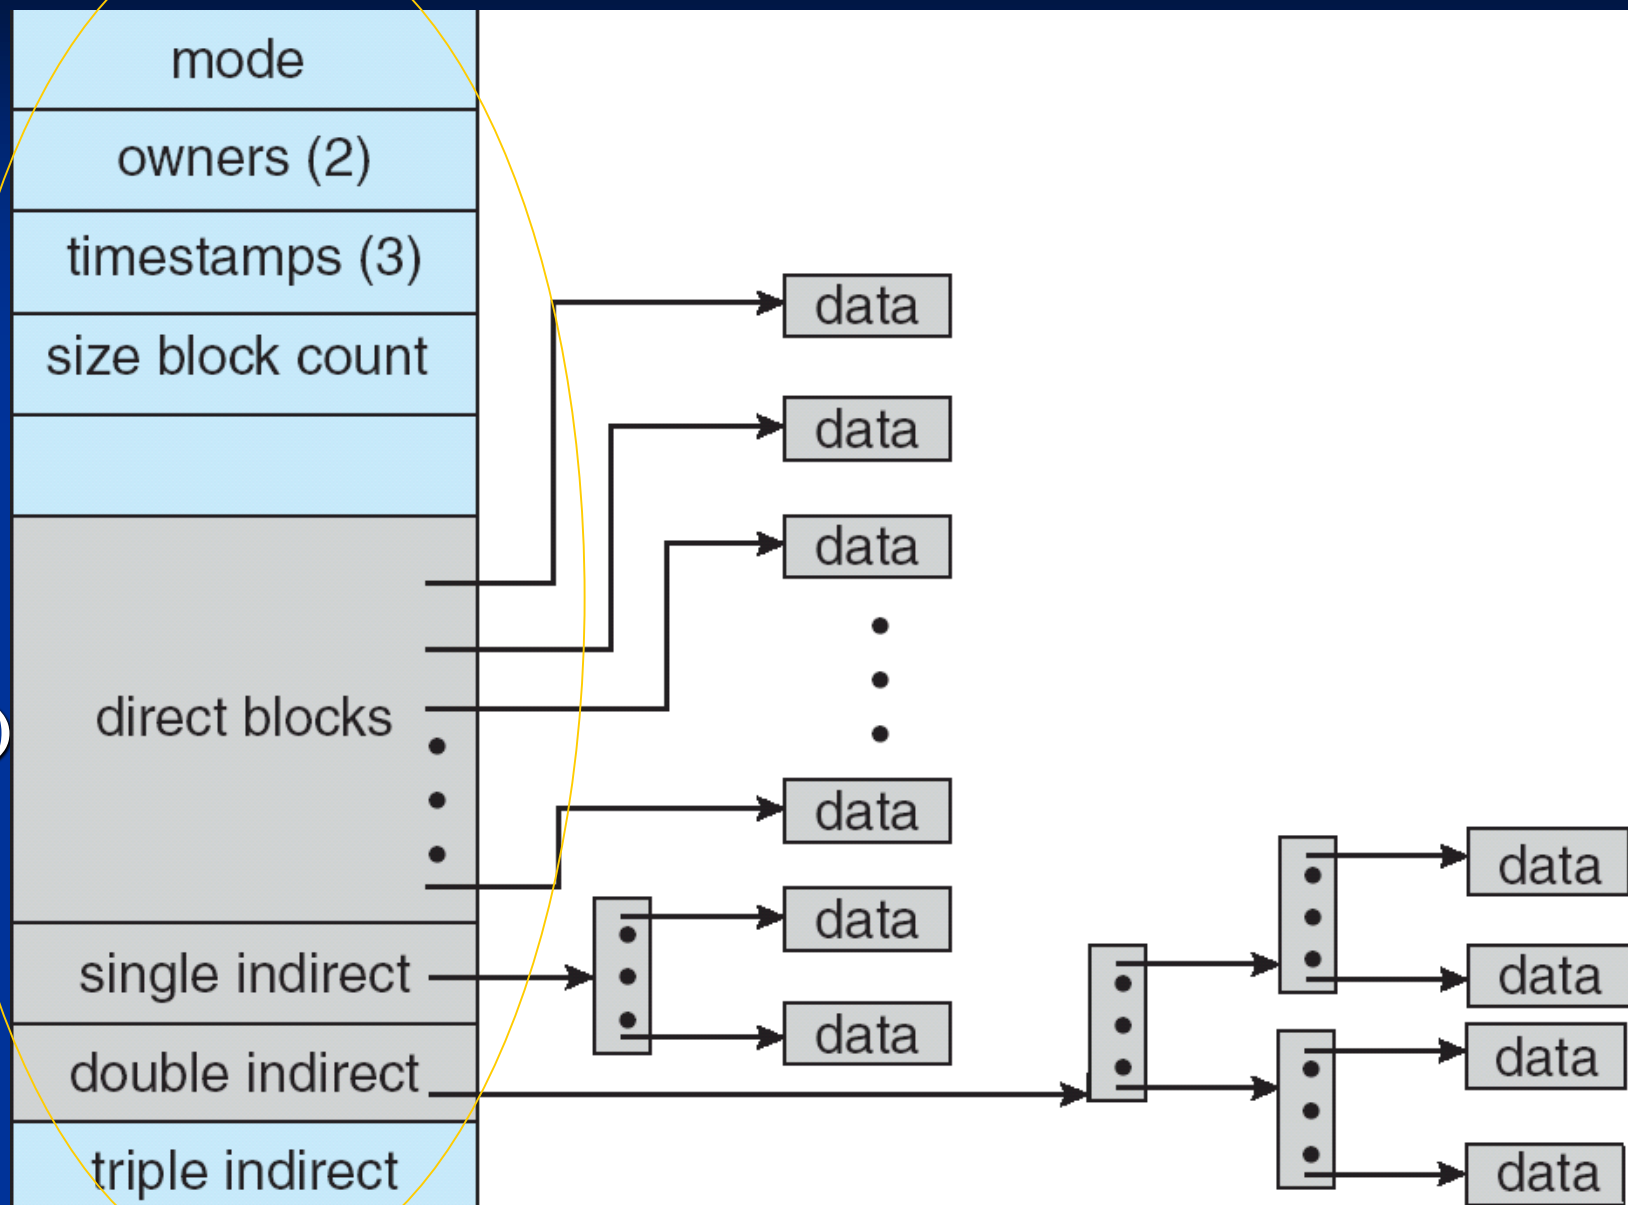 mode
owners (2)
timestamps (3)
size block count
direct blocks
single indirect
double indirect
triple indirect
data
data
data
data
data
data
data
data
data
data
)